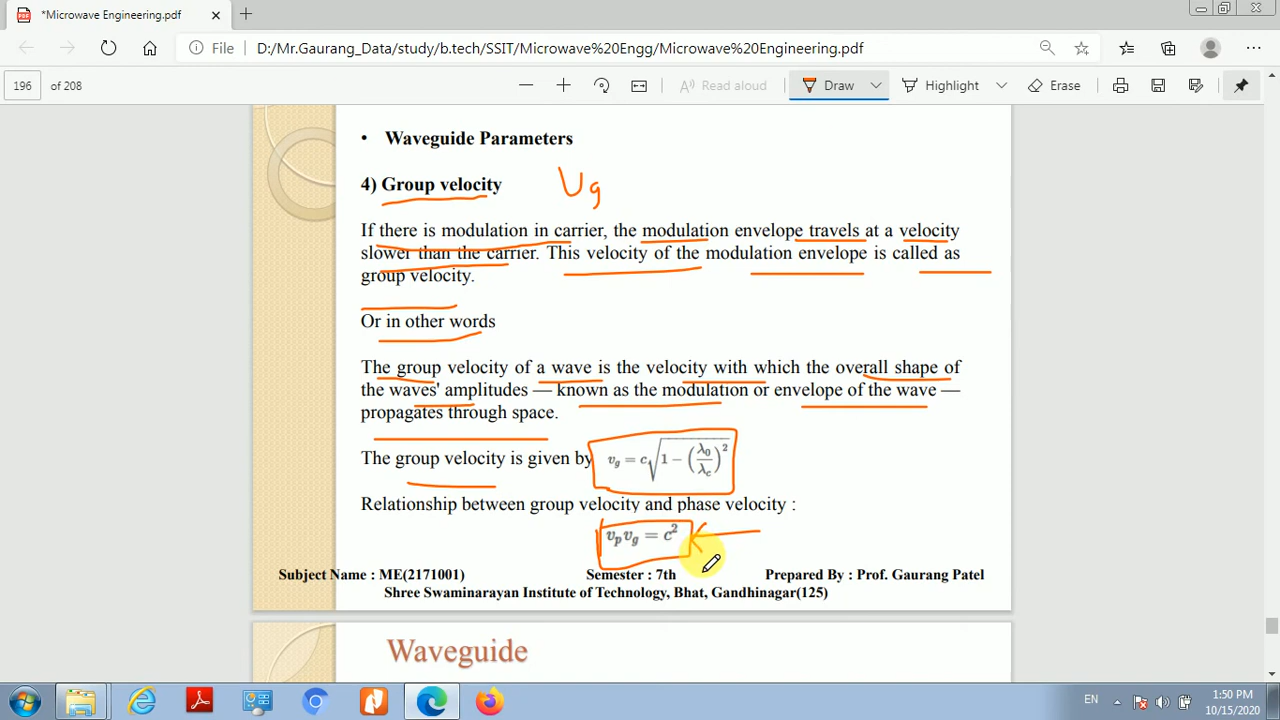 *Microwave Engineering.pdf
File D:/Mr.Gaurang_Data/study/b.tech/SSIT/Microwave%20Engg/Microwave%20Engineering.pdf
196 of 208 Read aloud Draw Highlight Erase
• Waveguide Parameters
4) Group velocity Vg
If there is modulation in carrier, the modulation envelope travels at a velocity
slower than the carrier. This velocity of the modulation envelope is called as
group velocity.
Or in other words
The group velocity of a wave is the velocity with which the overall shape of
the waves' amplitudes — known as the modulation or envelope of the wave —
propagates through space.
The group velocity is given by v_g = c√(1 − (λ₀/λ_c)²)
Relationship between group velocity and phase velocity :
v_p v_g = c²
Subject Name : ME(2171001) Semester : 7th Prepared By : Prof. Gaurang Patel
Shree Swaminarayan Institute of Technology, Bhat, Gandhinagar(125)
Waveguide
EN 1:50 PM
10/15/2020